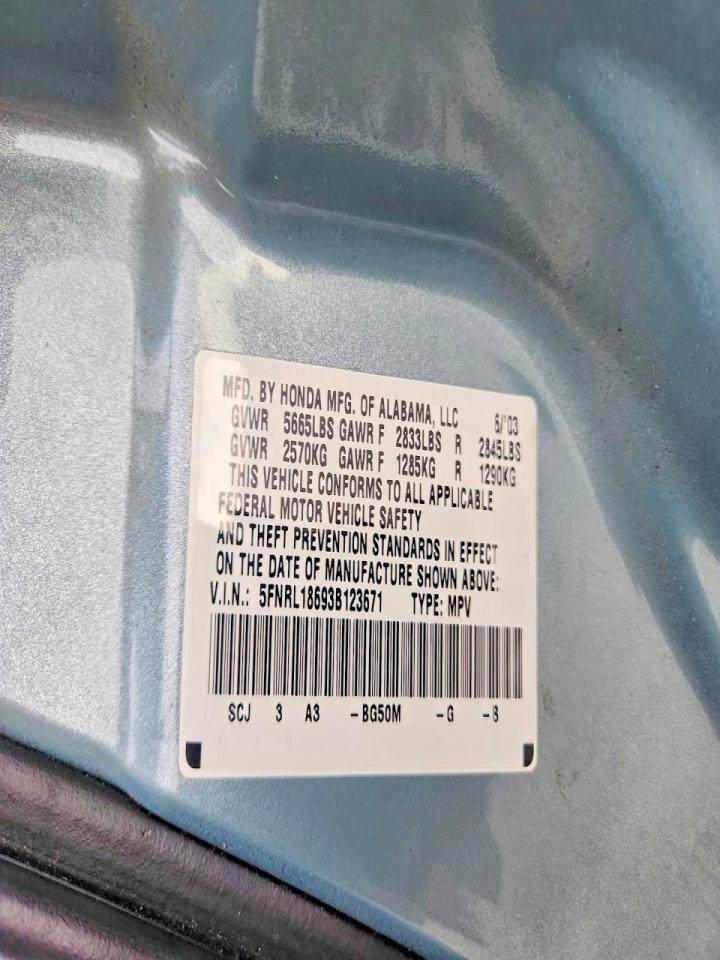 MFD. BY HONDA MFG. OF ALABAMA, LLC 6/'03
GVWR 5665LBS GAWR F 2833LBS R 2845LBS
GVWR 2570KG GAWR F 1285KG R 1290KG
THIS VEHICLE CONFORMS TO ALL APPLICABLE
FEDERAL MOTOR VEHICLE SAFETY
AND THEFT PREVENTION STANDARDS IN EFFECT
ON THE DATE OF MANUFACTURE SHOWN ABOVE:
V.I.N.: 5FNRL18693B123671 TYPE: MPV
SCJ 3 A3 -BG50M -G -B